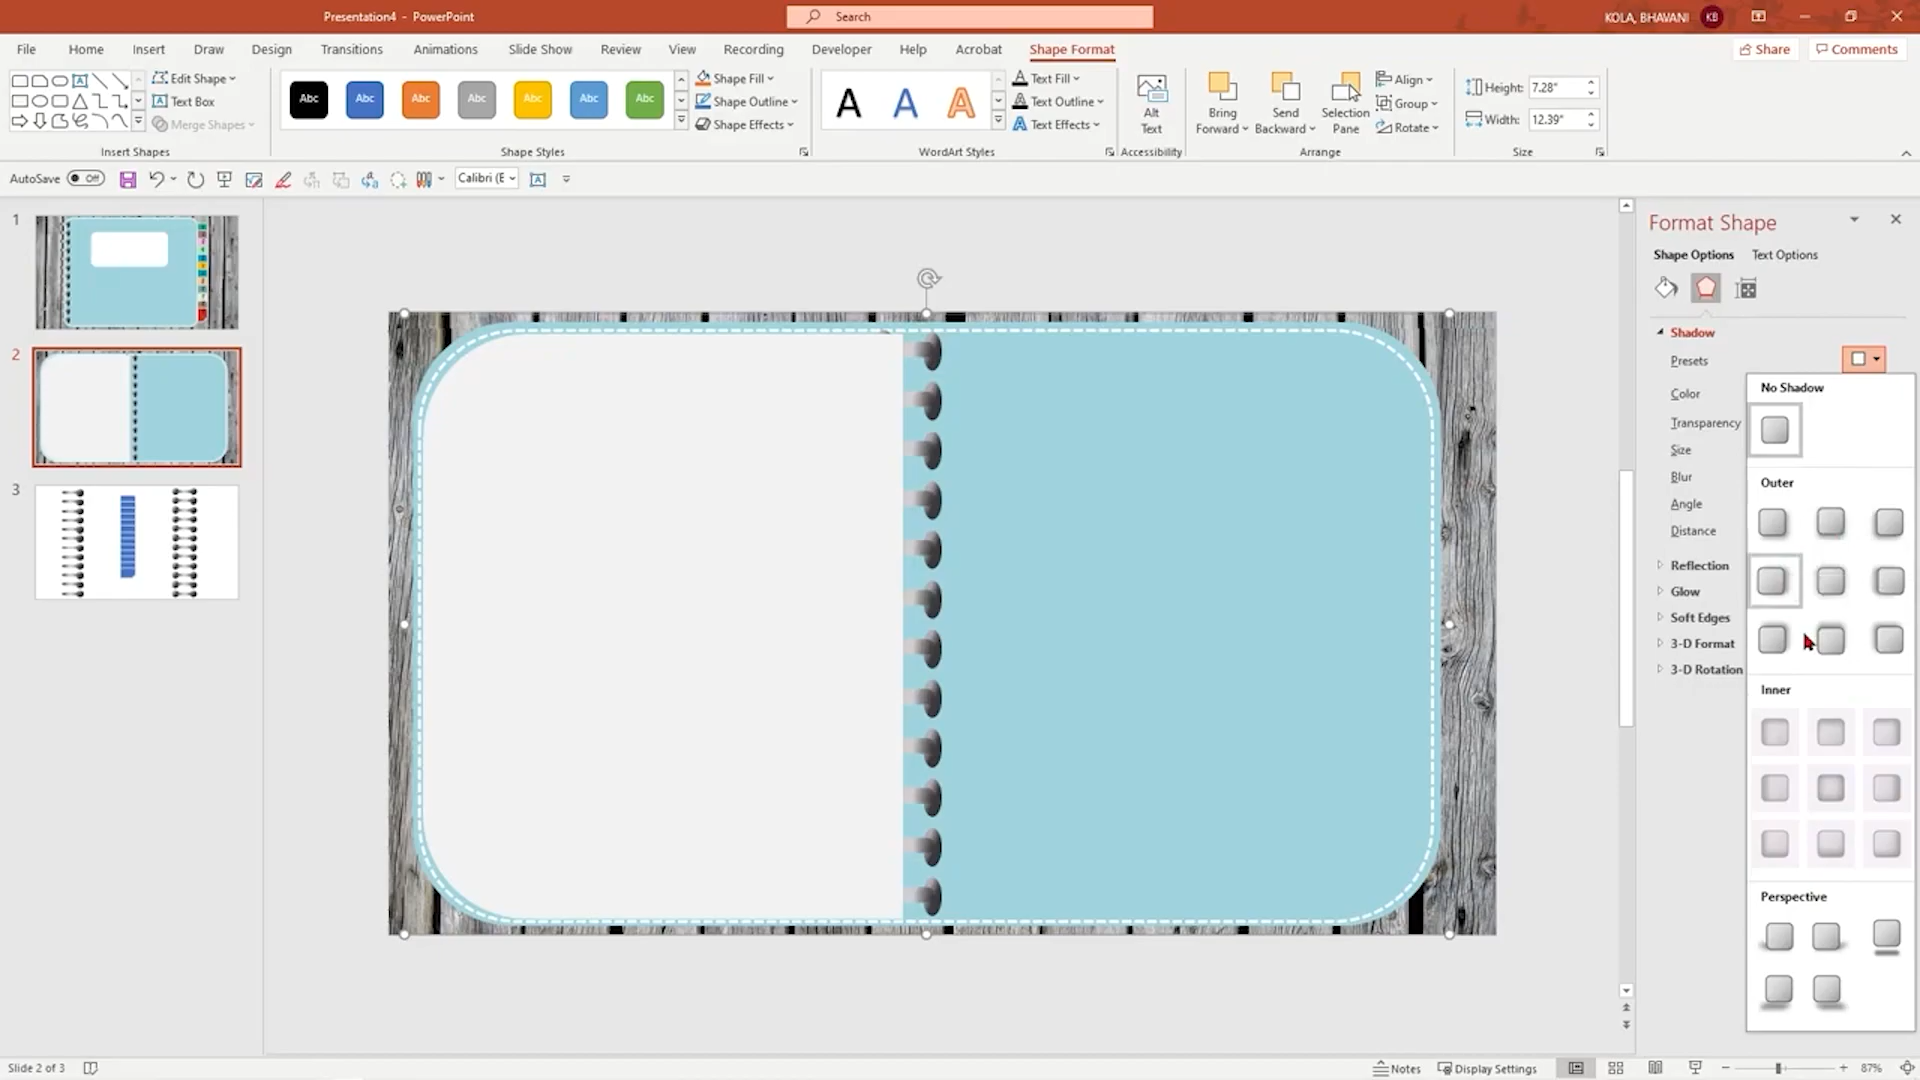 Presentation4 - PowerPoint
Search
KOLA, BHAVANI KB
File Home Insert Draw Design Transitions Animations Slide Show Review View Recording Developer Help Acrobat Shape Format
Share Comments
Edit Shape
Text Box
Merge Shapes
Insert Shapes
Abc Abc Abc Abc Abc Abc Abc
Shape Fill
Shape Outline
Shape Effects
Shape Styles
A A A
Text Fill
Text Outline
Text Effects
WordArt Styles
Alt
Text
Accessibility
Bring
Forward
Send
Backward
Selection
Pane
Align
Group
Rotate
Arrange
Height: 7.28"
Width: 12.39"
Size
AutoSave Off
Calibri (E
1
2
3
Format Shape
Shape Options Text Options
Shadow
Presets
Color
Transparency
Size
Blur
Angle
Distance
Reflection
Glow
Soft Edges
3-D Format
3-D Rotation
No Shadow
Outer
Inner
Perspective
Slide 2 of 3
Notes
Display Settings
87%